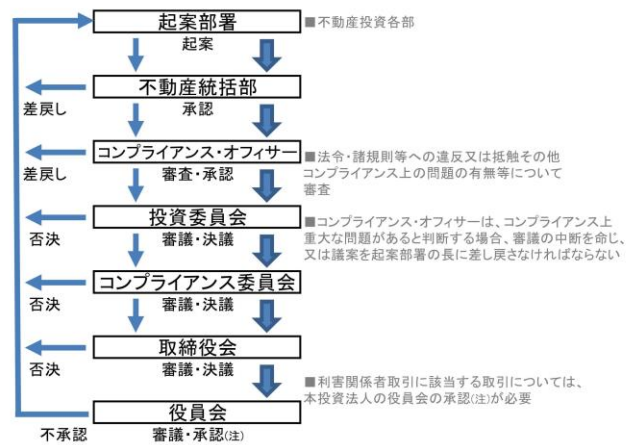 起案部署
■不動産投資各部
起案
不動産統括部
差戻し
承認
コンプライアンス・オフィサー
■法令・諸規則等への違反又は抵触その他
コンプライアンス上の問題の有無等について
審査
差戻し
審査・承認
投資委員会
■コンプライアンス・オフィサーは、コンプライアンス上
重大な問題があると判断する場合、審議の中断を命じ、
又は議案を起案部署の長に差し戻さなければならない
否決
審議・決議
コンプライアンス委員会
否決
審議・決議
取締役会
否決
審議・決議
■利害関係者取引に該当する取引については、
本投資法人の役員会の承認(注)が必要
役員会
不承認
審議・承認(注)